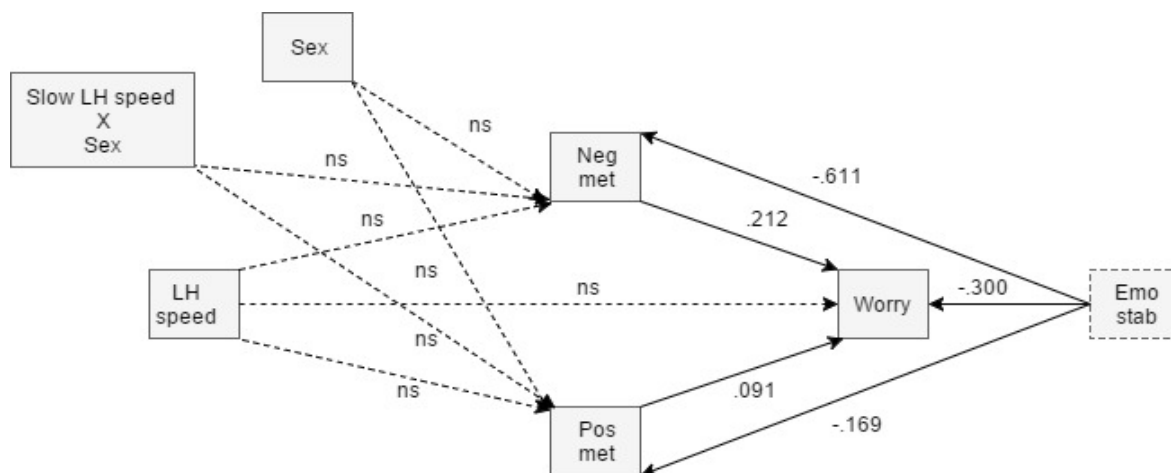 Sex
Slow LH speed
X
Sex
ns
ns
Neg
met
-.611
ns
.212
ns
LH
speed
ns
Worry
-.300
Emo
stab
ns
ns
.091
-.169
Pos
met